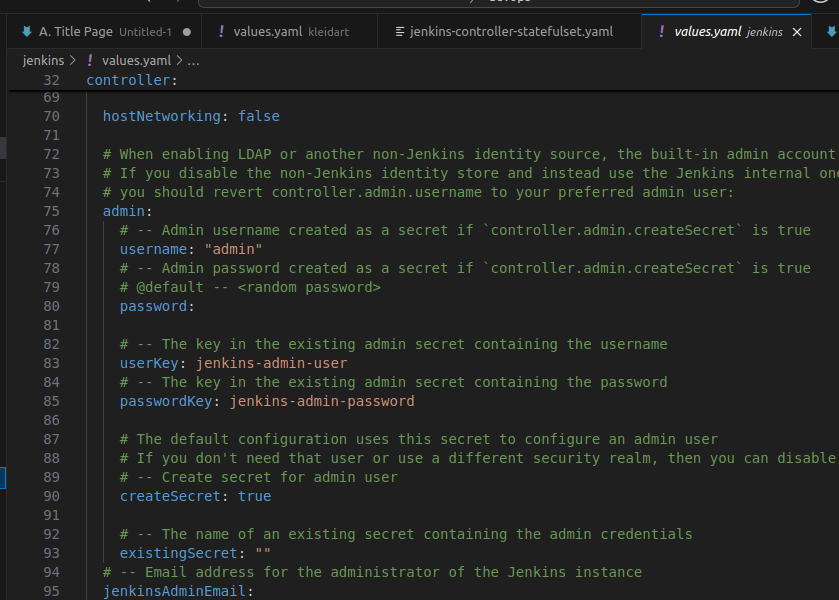 A. Title Page Untitled-1 ● ! values.yaml kleidart jenkins-controller-statefulset.yaml ! values.yaml jenkins ×
jenkins > ! values.yaml > ...
32 controller:
69
70 hostNetworking: false
71
72 # When enabling LDAP or another non-Jenkins identity source, the built-in admin account
73 # If you disable the non-Jenkins identity store and instead use the Jenkins internal one
74 # you should revert controller.admin.username to your preferred admin user:
75 admin:
76 # -- Admin username created as a secret if `controller.admin.createSecret` is true
77 username: "admin"
78 # -- Admin password created as a secret if `controller.admin.createSecret` is true
79 # @default -- <random password>
80 password:
81
82 # -- The key in the existing admin secret containing the username
83 userKey: jenkins-admin-user
84 # -- The key in the existing admin secret containing the password
85 passwordKey: jenkins-admin-password
86
87 # The default configuration uses this secret to configure an admin user
88 # If you don't need that user or use a different security realm, then you can disable
89 # -- Create secret for admin user
90 createSecret: true
91
92 # -- The name of an existing secret containing the admin credentials
93 existingSecret: ""
94 # -- Email address for the administrator of the Jenkins instance
95 jenkinsAdminEmail: